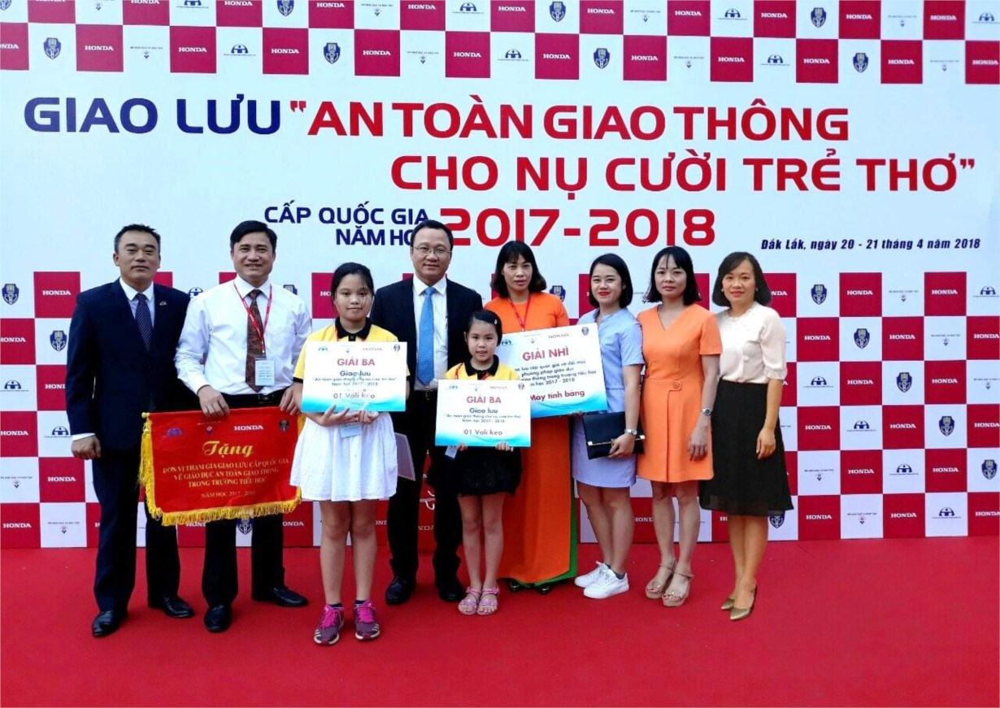 GIAO LƯU "AN TOÀN GIAO THÔNG
CHO NỤ CƯỜI TRẺ THƠ"
CẤP QUỐC GIA
NĂM HỌ
2017-2018
Đắk Lắk, ngày 20 - 21 tháng 4 năm 2018
HONDA
Tặng
ĐƠN VỊ THAM GIA GIAO LƯU CẤP QUỐC GIA
VỀ GIÁO DỤC AN TOÀN GIAO THÔNG
TRONG TRƯỜNG TIỂU HỌC
NĂM HỌC 2017 - 2018
HONDA
GIẢI BA
Giao lưu
"An toàn giao thông cho nụ cười trẻ thơ"
Năm học 2017 - 2018
01 Vali kéo
HONDA
GIẢI BA
Giao lưu
"An toàn giao thông cho nụ cười trẻ thơ"
Năm học 2017 - 2018
01 Vali kéo
HONDA
GIẢI NHÌ
lưu cấp quốc gia về đổi mới
phương pháp giáo dục
giao thông trong trường tiểu học
năm học 2017 - 2018
Máy tính bảng